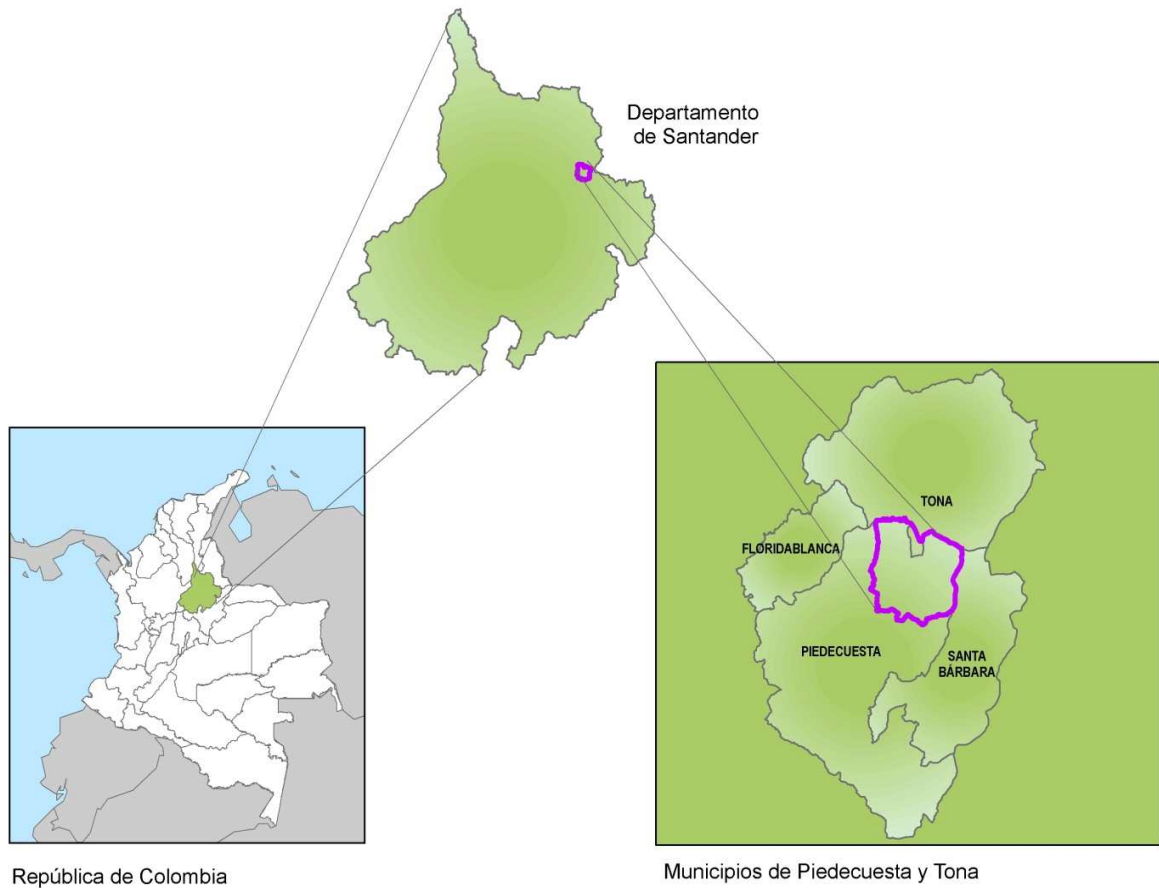 Departamento
de Santander
TONA
FLORIDABLANCA
PIEDECUESTA
SANTA
BÁRBARA
República de Colombia
Municipios de Piedecuesta y Tona